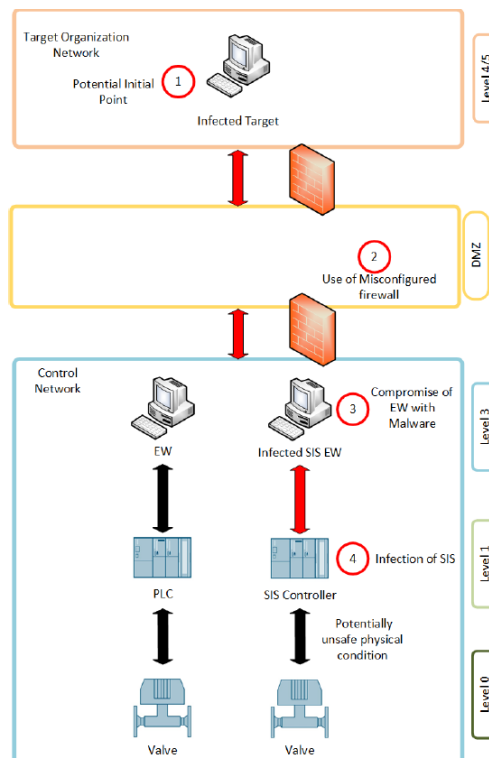 Target Organization
Network
Potential Initial
Point
1
Infected Target
Level 4/5
2
Use of Misconfigured
firewall
DMZ
Control
Network
EW
Infected SIS EW
3
Compromise of
EW with
Malware
Level 3
PLC
SIS Controller
4
Infection of SIS
Level 1
Potentially
unsafe physical
condition
Valve
Valve
Level 0